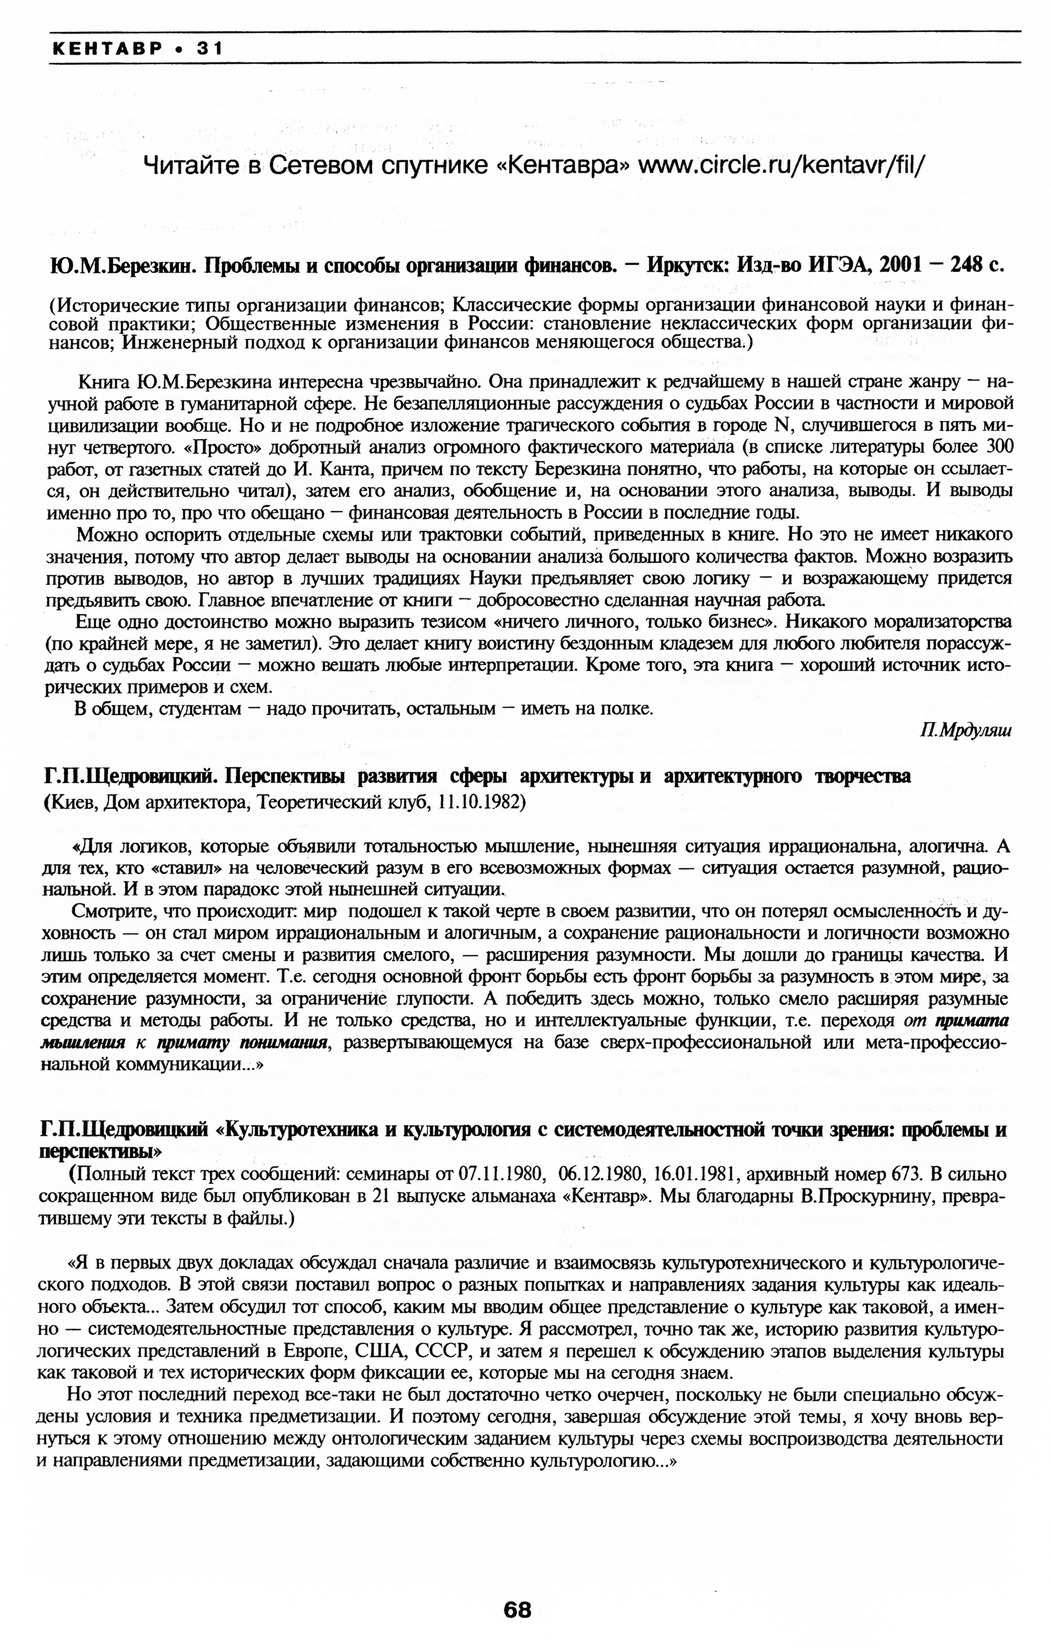 КЕНТАВР • 31
Читайте в Сетевом спутнике «Кентавра» www.circle.ru/kentavr/fil/
Ю.М.Березкин. Проблемы и способы организации финансов. — Иркутск: Изд-во ИГЭА, 2001 — 248 с.
(Исторические типы организации финансов; Классические формы организации финансовой науки и финан-
совой практики; Общественные изменения в России: становление неклассических форм организации фи-
нансов; Инженерный подход к организации финансов меняющегося общества.)
Книга Ю.М.Березкина интересна чрезвычайно. Она принадлежит к редчайшему в нашей стране жанру — на-
учной работе в гуманитарной сфере. Не безапелляционные рассуждения о судьбах России в частности и мировой
цивилизации вообще. Но и не подробное изложение трагического события в городе N, случившегося в пять ми-
нут четвертого. «Просто» добротный анализ огромного фактического материала (в списке литературы более 300
работ, от газетных статей до И. Канта, причем по тексту Березкина понятно, что работы, на которые он ссылает-
ся, он действительно читал), затем его анализ, обобщение и, на основании этого анализа, выводы. И выводы
именно про то, про что обещано — финансовая деятельность в России в последние годы.
Можно оспорить отдельные схемы или трактовки событий, приведенных в книге. Но это не имеет никакого
значения, потому что автор делает выводы на основании анализа большого количества фактов. Можно возразить
против выводов, но автор в лучших традициях Науки предъявляет свою логику — и возражающему придется
предъявить свою. Главное впечатление от книги — добросовестно сделанная научная работа.
Еще одно достоинство можно выразить тезисом «ничего личного, только бизнес». Никакого морализаторства
(по крайней мере, я не заметил). Это делает книгу воистину бездонным кладезем для любого любителя порассуж-
дать о судьбах России — можно вешать любые интерпретации. Кроме того, эта книга — хороший источник исто-
рических примеров и схем.
В общем, студентам — надо прочитать, остальным — иметь на полке.
П.Мрдуляш
Г.П.Щедровицкий. Перспективы развития сферы архитектуры и архитектурного творчества
(Киев, Дом архитектора, Теоретический клуб, 11.10.1982)
«Для логиков, которые объявили тотальностью мышление, нынешняя ситуация иррациональна, алогична. А
для тех, кто «ставил» на человеческий разум в его всевозможных формах — ситуация остается разумной, рацио-
нальной. И в этом парадокс этой нынешней ситуации.
Смотрите, что происходит: мир подошел к такой черте в своем развитии, что он потерял осмысленность и ду-
ховность — он стал миром иррациональным и алогичным, а сохранение рациональности и логичности возможно
лишь только за счет смены и развития смелого, — расширения разумности. Мы дошли до границы качества. И
этим определяется момент. Т.е. сегодня основной фронт борьбы есть фронт борьбы за разумность в этом мире, за
сохранение разумности, за ограничение глупости. А победить здесь можно, только смело расширяя разумные
средства и методы работы. И не только средства, но и интеллектуальные функции, т.е. переходя от примата
мышления к примату понимания, развертывающемуся на базе сверх-профессиональной или мета-профессио-
нальной коммуникации...»
Г.П.Щедровицкий «Культуротехника и культурология с системодеятельностной точки зрения: проблемы и
перспективы»
(Полный текст трех сообщений: семинары от 07.11.1980, 06.12.1980, 16.01.1981, архивный номер 673. В сильно
сокращенном виде был опубликован в 21 выпуске альманаха «Кентавр». Мы благодарны В.Проскурнину, превра-
тившему эти тексты в файлы.)
«Я в первых двух докладах обсуждал сначала различие и взаимосвязь культуротехнического и культурологиче-
ского подходов. В этой связи поставил вопрос о разных попытках и направлениях задания культуры как идеаль-
ного объекта... Затем обсудил тот способ, каким мы вводим общее представление о культуре как таковой, а имен-
но — системодеятельностные представления о культуре. Я рассмотрел, точно так же, историю развития культуро-
логических представлений в Европе, США, СССР, и затем я перешел к обсуждению этапов выделения культуры
как таковой и тех исторических форм фиксации ее, которые мы на сегодня знаем.
Но этот последний переход все-таки не был достаточно четко очерчен, поскольку не были специально обсуж-
дены условия и техника предметизации. И поэтому сегодня, завершая обсуждение этой темы, я хочу вновь вер-
нуться к этому отношению между онтологическим заданием культуры через схемы воспроизводства деятельности
и направлениями предметизации, задающими собственно культурологию...»
68